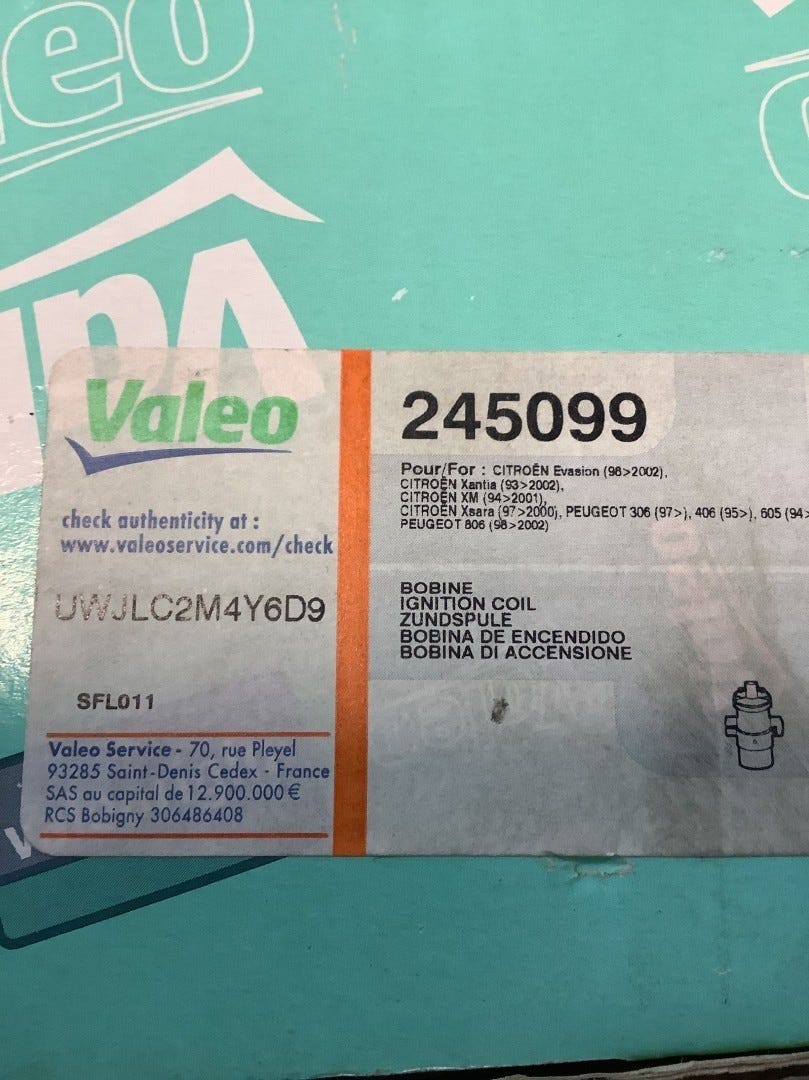 eo
Valeo
check authenticity at :
www.valeoservice.com/check
UWJLC2M4Y6D9
SFL011
Valeo Service - 70, rue Pleyel
93285 Saint-Denis Cedex - France
SAS au capital de 12.900.000 €
RCS Bobigny 306486408
245099
Pour/For : CITROËN Evasion (98>2002),
CITROËN Xantia (93>2002),
CITROËN XM (94>2001),
CITROËN Xsara (97>2000), PEUGEOT 306 (97>), 406 (95>), 605 (94>
PEUGEOT 806 (98>2002)
BOBINE
IGNITION COIL
ZUNDSPULE
BOBINA DE ENCENDIDO
BOBINA DI ACCENSIONE